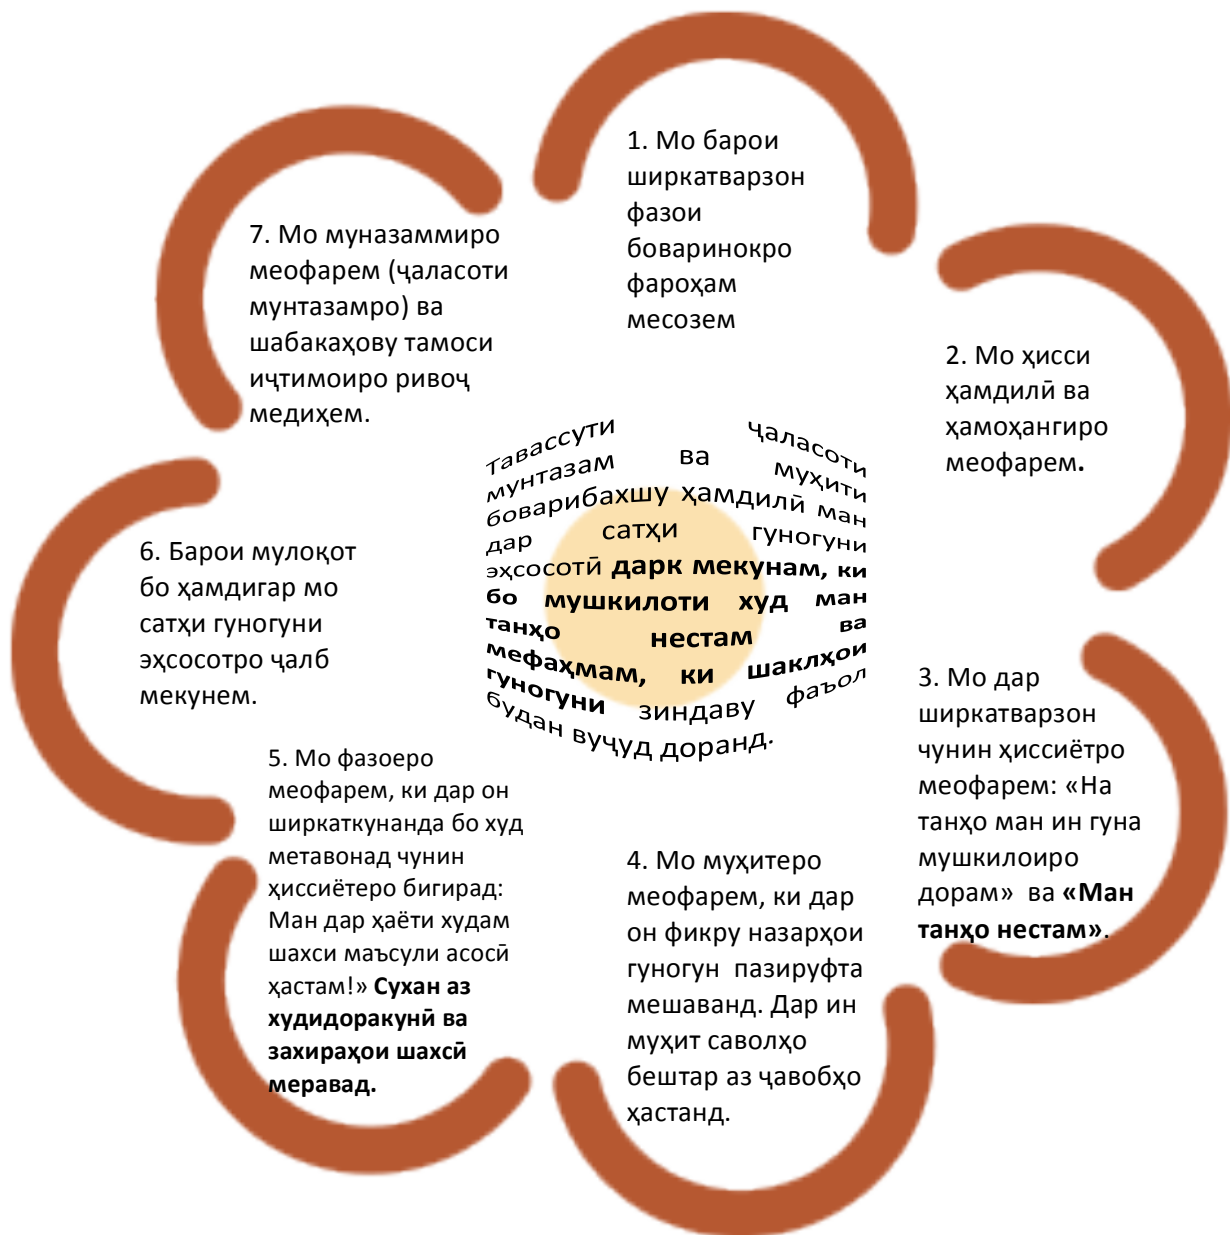 1. Мо барои
ширкатварзон
фазои
боваринокро
фароҳам
месозем
2. Мо ҳисси
ҳамдилӣ ва
ҳамоҳангиро
меофарем.
3. Мо дар
ширкатварзон
чунин ҳиссиётро
меофарем: «На
танҳо ман ин гуна
мушкилоиро
дорам» ва «Ман
танҳо нестам».
4. Мо муҳитеро
меофарем, ки дар
он фикру назарҳои
гуногун пазируфта
мешаванд. Дар ин
муҳит саволҳо
бештар аз ҷавобҳо
ҳастанд.
5. Мо фазоеро
меофарем, ки дар он
ширкаткунанда бо худ
метавонад чунин
ҳиссиётеро бигирад:
Ман дар ҳаёти худам
шахси маъсули асосӣ
ҳастам!» Сухан аз
худидоракунӣ ва
захираҳои шахсӣ
меравад.
6. Барои мулоқот
бо ҳамдигар мо
сатҳи гуногуни
эҳсосотро ҷалб
мекунем.
7. Мо муназаммиро
меофарем (ҷаласоти
мунтазамро) ва
шабакаҳову тамоси
иҷтимоиро ривоҷ
медиҳем.
Тавассути ҷаласоти
мунтазам ва муҳити
боварибахшу ҳамдилӣ ман
дар сатҳи гуногуни
эҳсосотӣ дарк мекунам, ки
бо мушкилоти худ ман
танҳо нестам ва
мефаҳмам, ки шаклҳои
гуногуни зиндаву фаъол
будан вуҷуд доранд.